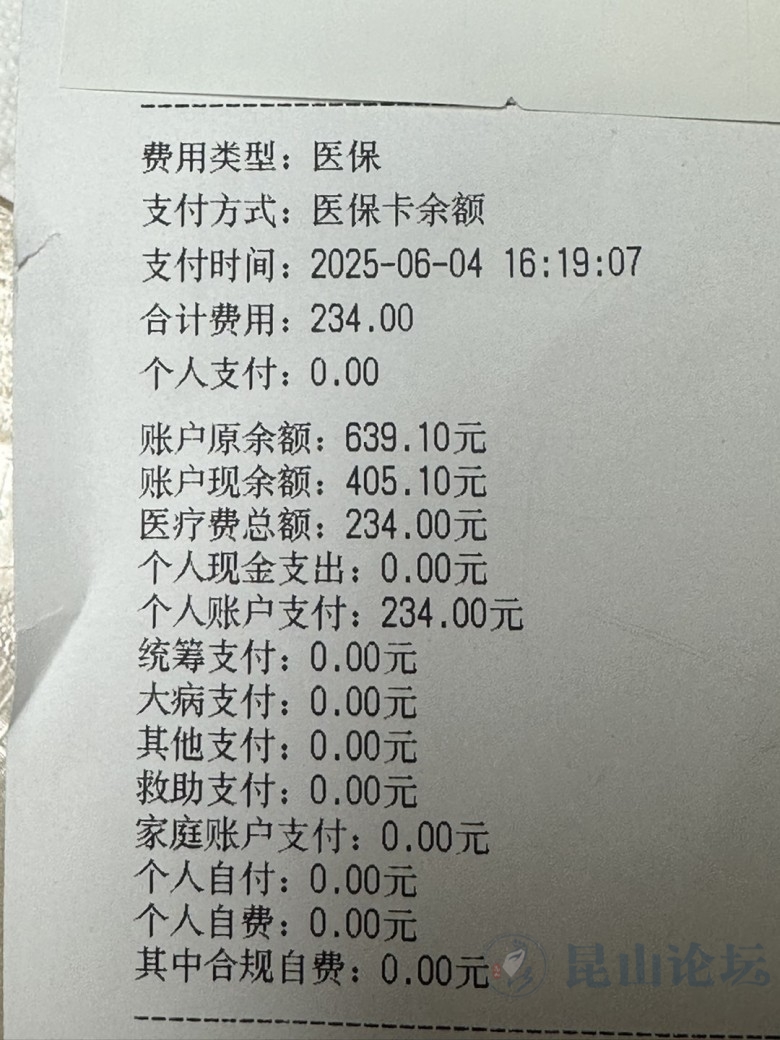 费用类型：医保
支付方式：医保卡余额
支付时间：2025-06-04 16:19:07
合计费用：234.00
个人支付：0.00
账户原余额：639.10元
账户现余额：405.10元
医疗费总额：234.00元
个人现金支出：0.00元
个人账户支付：234.00元
统筹支付：0.00元
大病支付：0.00元
其他支付：0.00元
救助支付：0.00元
家庭账户支付：0.00元
个人自付：0.00元
个人自费：0.00元
其中合规自费：0.00元
昆山论坛